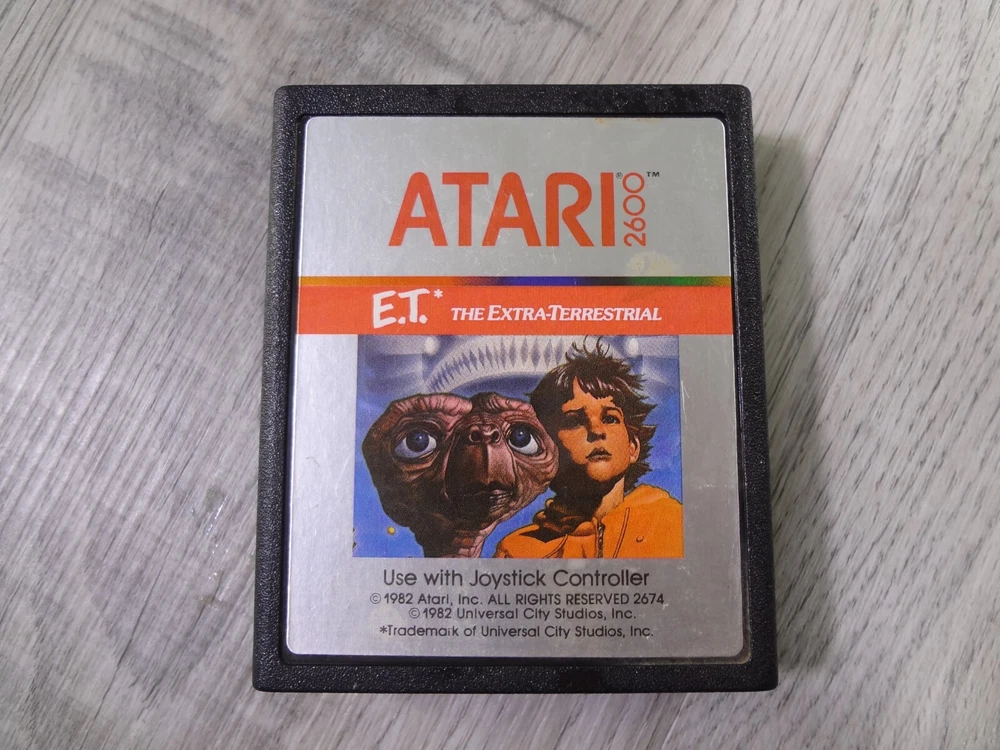 ATARI® 2600™
E.T.* THE EXTRA-TERRESTRIAL
Use with Joystick Controller
©1982 Atari, Inc. ALL RIGHTS RESERVED 2674
©1982 Universal City Studios, Inc.
*Trademark of Universal City Studios, Inc.